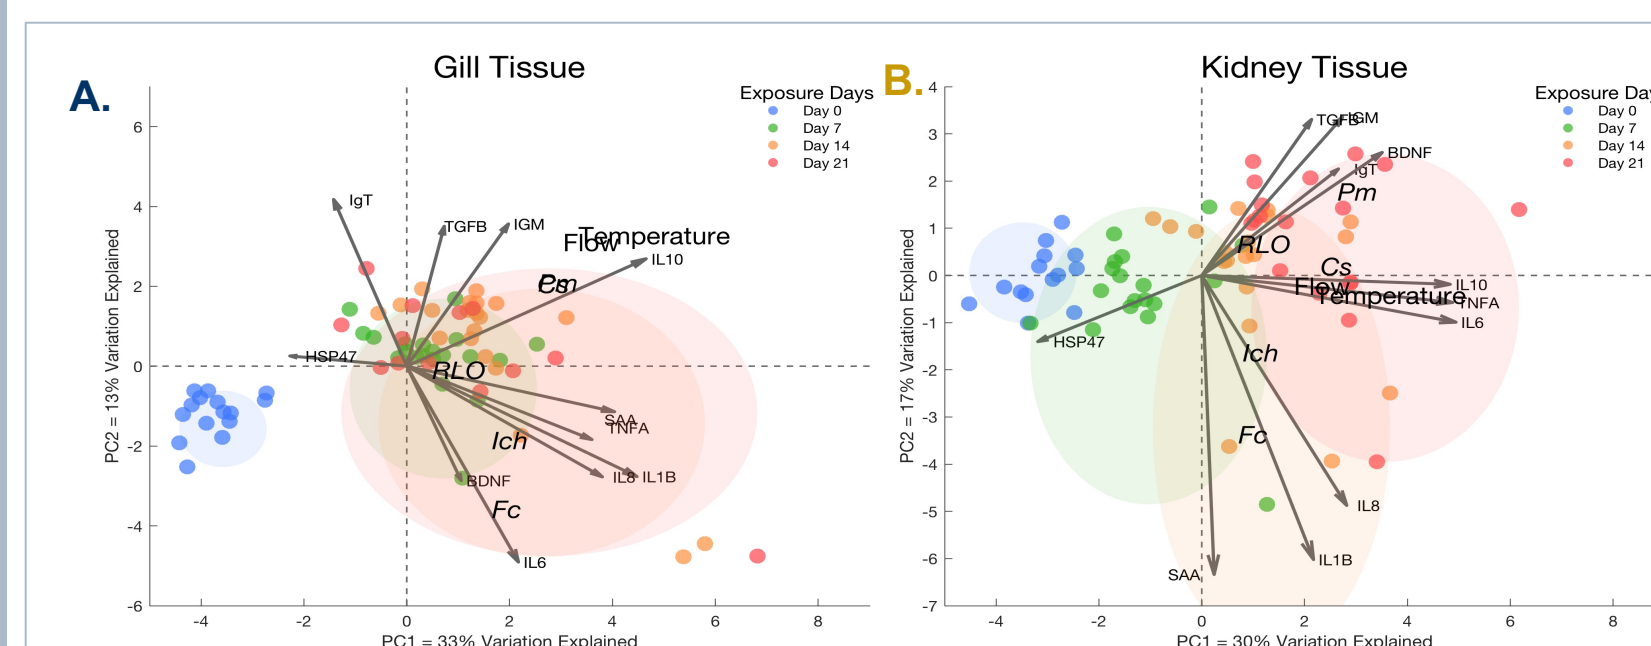 A.
Gill Tissue
Exposure Days
Day 0
Day 7
Day 14
Day 21
PC2 = 13% Variation Explained
6
4
2
0
-2
-4
-6
IgT
TGFB
IGM
Flow
Temperature
IL10
Pm
Cs
HSP47
RLO
SAA
TNFA
Ich
BDNF
IL8
IL1B
Fc
IL6
-4
-2
0
2
4
6
8
PC1 = 33% Variation Explained
B.
Kidney Tissue
Exposure Day
Day 0
Day 7
Day 14
Day 21
PC2 = 17% Variation Explained
4
3
2
1
0
-1
-2
-3
-4
-5
-6
-7
TGFB
IGM
BDNF
IgT
Pm
RLO
Cs
Flow
IL10
Temperature
TNFA
IL6
HSP47
Ich
Fc
IL8
IL1B
SAA
-4
-2
0
2
4
6
8
PC1 = 30% Variation Explained